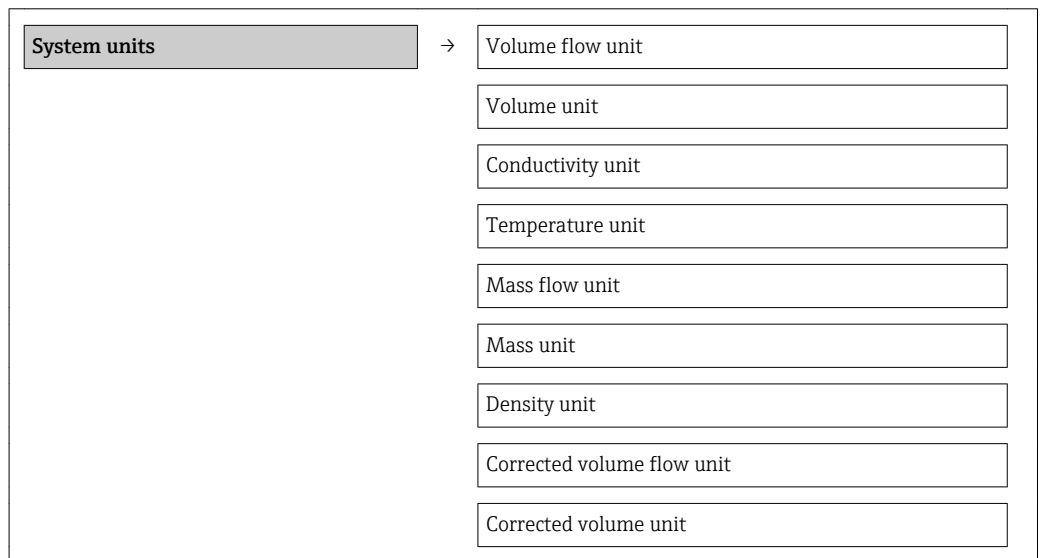 System units → Volume flow unit
Volume unit
Conductivity unit
Temperature unit
Mass flow unit
Mass unit
Density unit
Corrected volume flow unit
Corrected volume unit